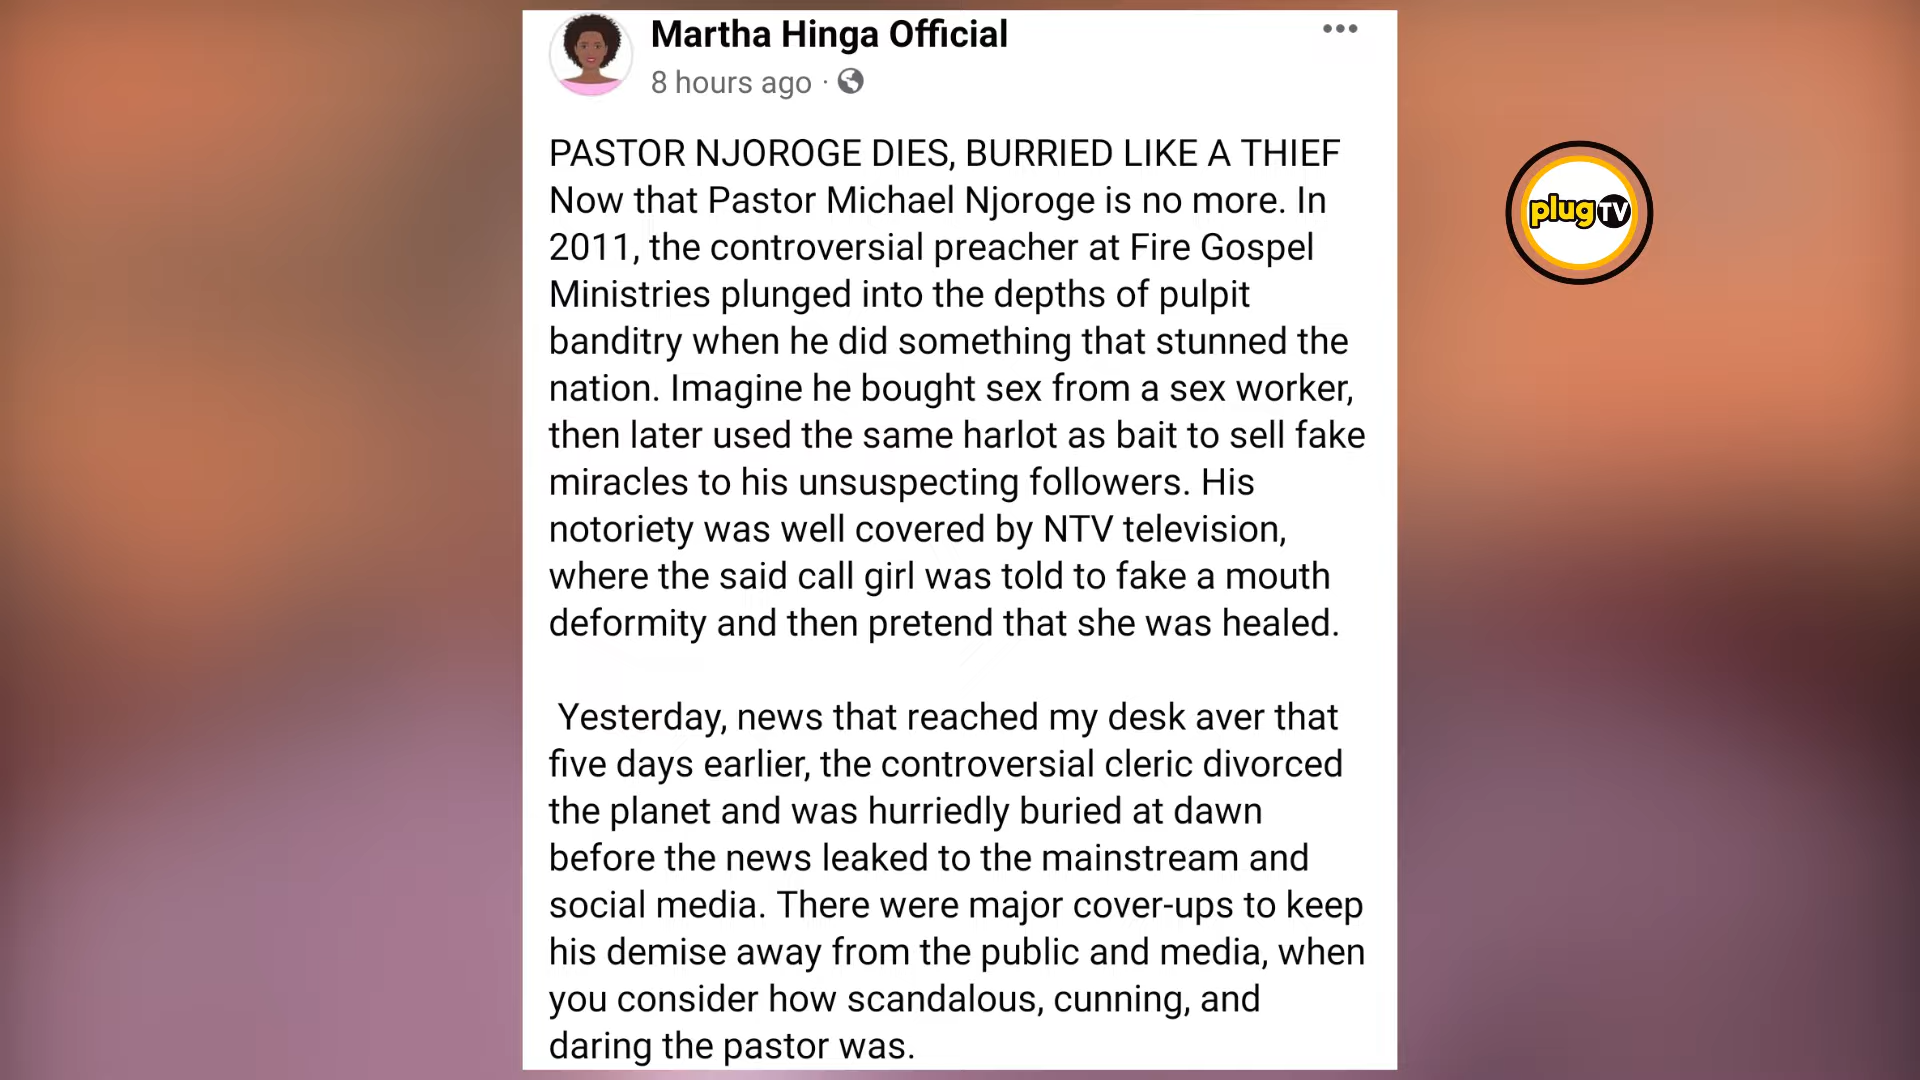 Martha Hinga Official
8 hours ago ·
PASTOR NJOROGE DIES, BURRIED LIKE A THIEF
Now that Pastor Michael Njoroge is no more. In
2011, the controversial preacher at Fire Gospel
Ministries plunged into the depths of pulpit
banditry when he did something that stunned the
nation. Imagine he bought sex from a sex worker,
then later used the same harlot as bait to sell fake
miracles to his unsuspecting followers. His
notoriety was well covered by NTV television,
where the said call girl was told to fake a mouth
deformity and then pretend that she was healed.
Yesterday, news that reached my desk aver that
five days earlier, the controversial cleric divorced
the planet and was hurriedly buried at dawn
before the news leaked to the mainstream and
social media. There were major cover-ups to keep
his demise away from the public and media, when
you consider how scandalous, cunning, and
daring the pastor was.
plug TV